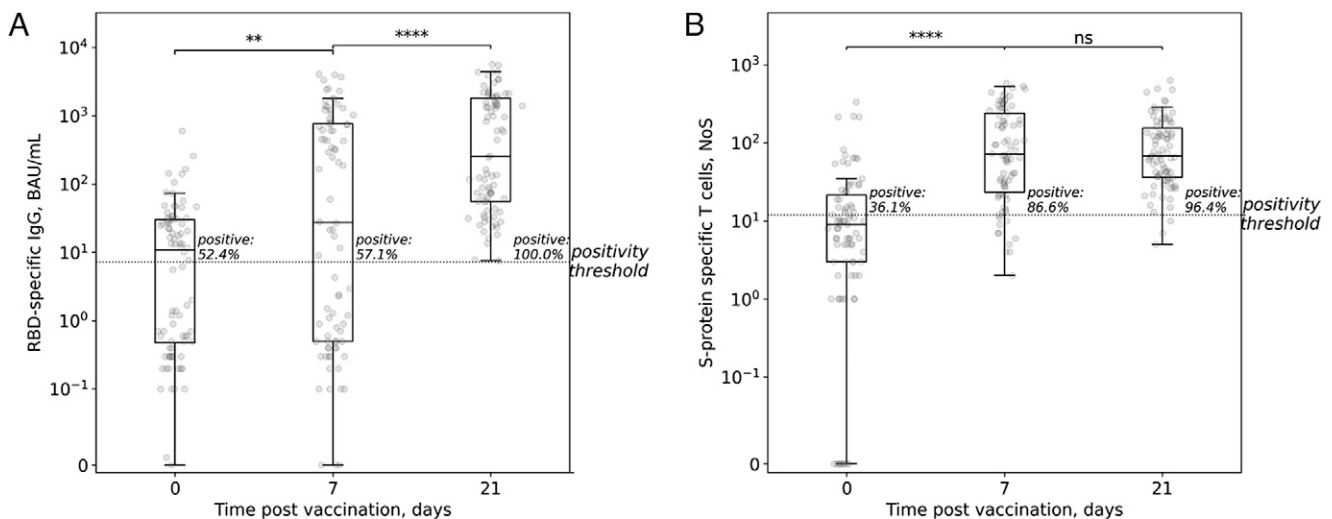 A
**
****
10⁴
10³
10²
10¹
10⁰
10⁻¹
0
RBD-specific IgG, BAU/mL
positive:
52.4%
positive:
57.1%
positive:
100.0%
positivity
threshold
0
7
21
Time post vaccination, days
B
****
ns
10³
10²
10¹
10⁰
10⁻¹
0
S-protein specific T cells, NoS
positive:
36.1%
positive:
86.6%
positive:
96.4%
positivity
threshold
0
7
21
Time post vaccination, days